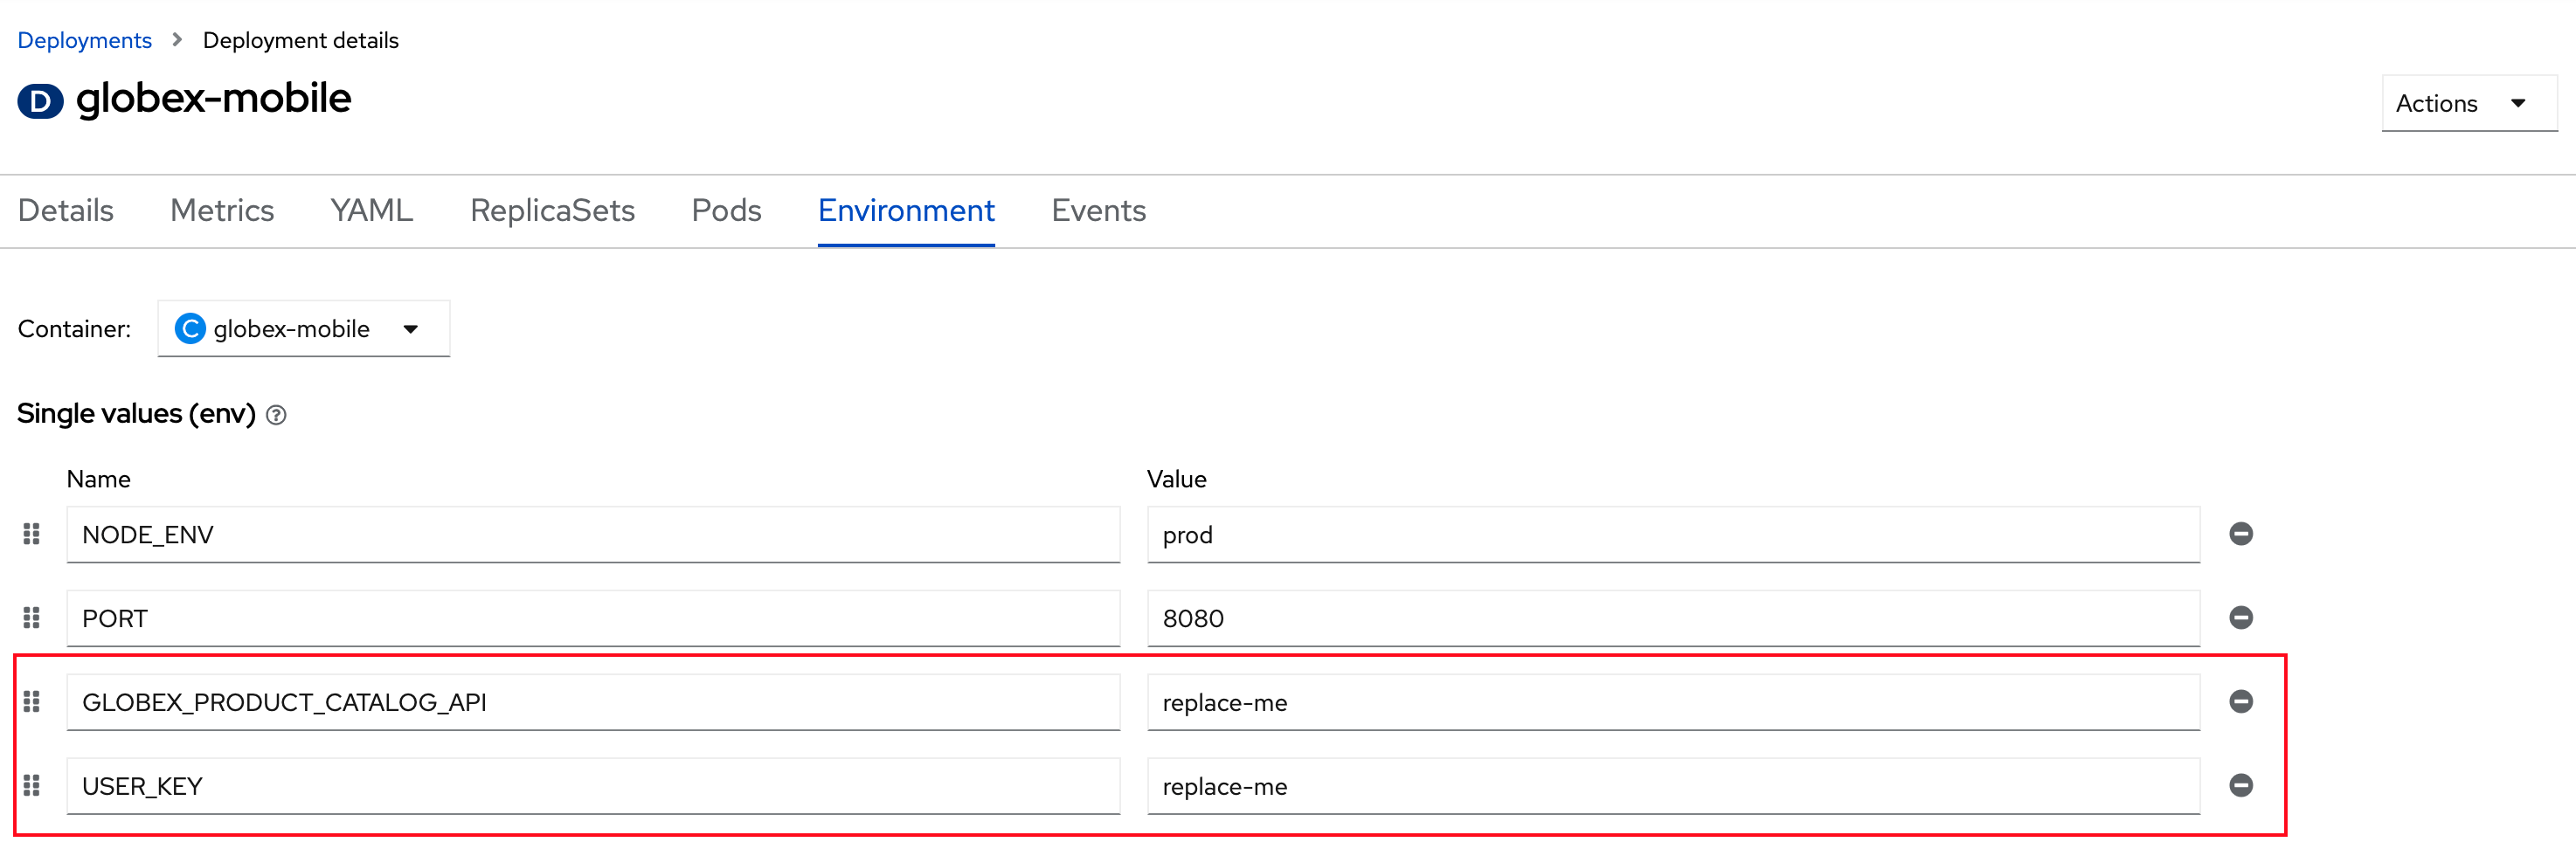 Deployments > Deployment details
D globex-mobile
Actions
Details Metrics YAML ReplicaSets Pods Environment Events
Container: C globex-mobile
Single values (env) ?
Name Value
NODE_ENV prod
PORT 8080
GLOBEX_PRODUCT_CATALOG_API replace-me
USER_KEY replace-me